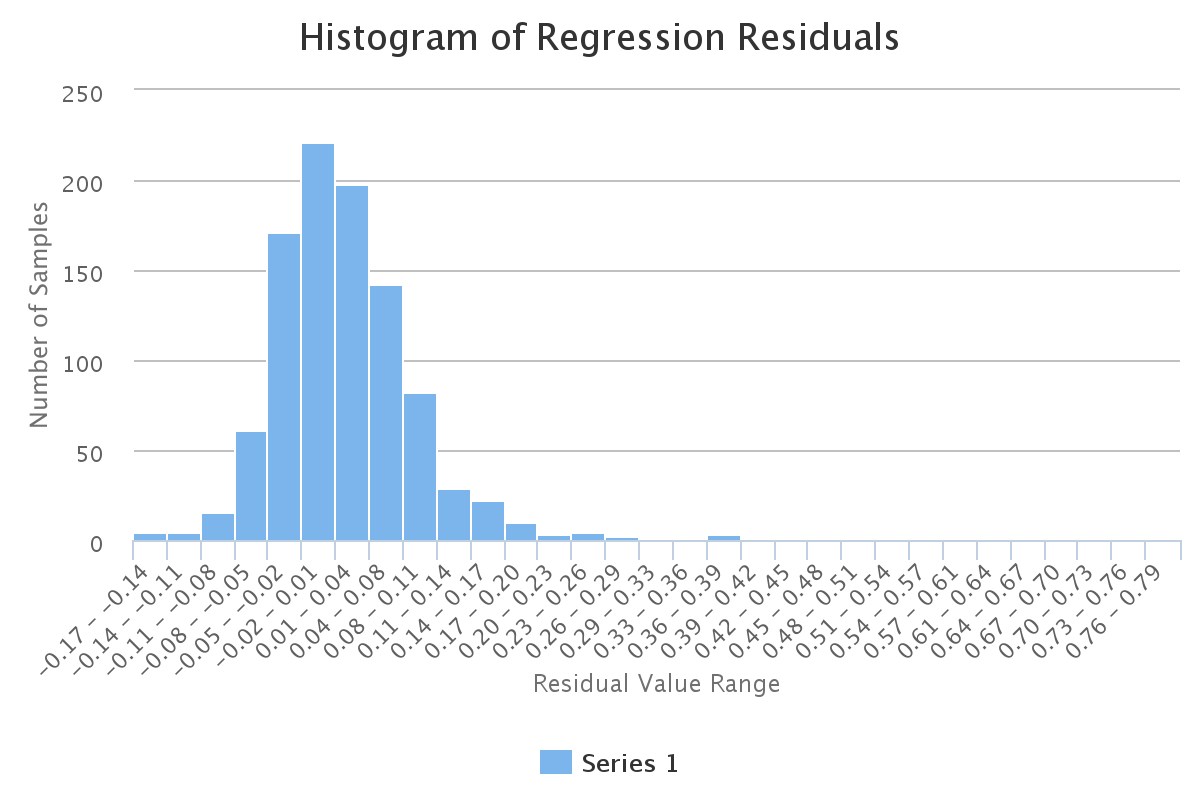 Histogram of Regression Residuals
Number of Samples
250
200
150
100
50
0
−0.17 – −0.14
−0.14 – −0.11
−0.11 – −0.08
−0.08 – −0.05
−0.05 – −0.02
−0.02 – 0.01
0.01 – 0.04
0.04 – 0.08
0.08 – 0.11
0.11 – 0.14
0.14 – 0.17
0.17 – 0.20
0.20 – 0.23
0.23 – 0.26
0.26 – 0.29
0.29 – 0.33
0.33 – 0.36
0.36 – 0.39
0.39 – 0.42
0.42 – 0.45
0.45 – 0.48
0.48 – 0.51
0.51 – 0.54
0.54 – 0.57
0.57 – 0.61
0.61 – 0.64
0.64 – 0.67
0.67 – 0.70
0.70 – 0.73
0.73 – 0.76
0.76 – 0.79
Residual Value Range
Series 1